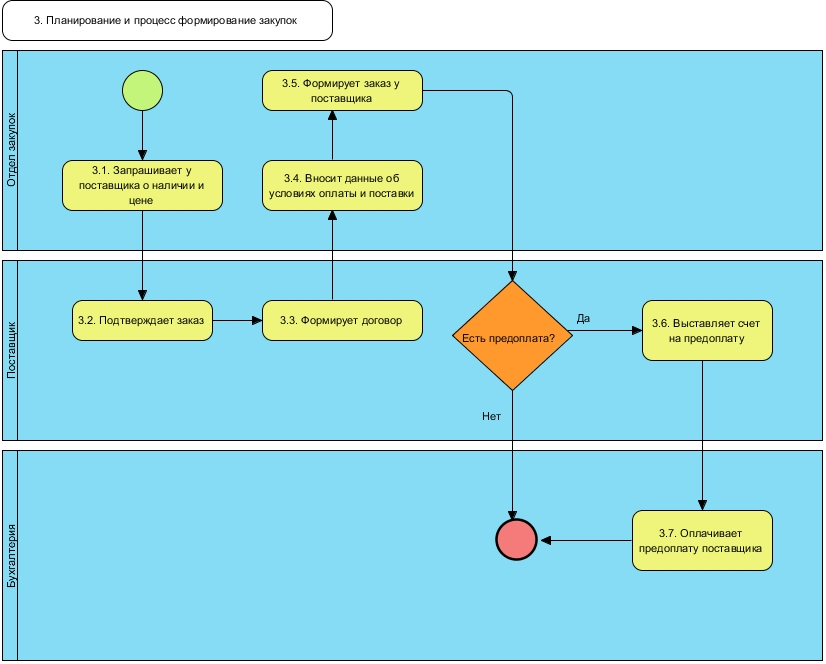 3. Планирование и процесс формирование закупок
Отдел закупок
3.1. Запрашивает у
поставщика о наличии и
цене
3.5. Формирует заказ у
поставщика
3.4. Вносит данные об
условиях оплаты и поставки
Поставщик
3.2. Подтверждает заказ
3.3. Формирует договор
Есть предоплата?
Да
3.6. Выставляет счет
на предоплату
Нет
Бухгалтерия
3.7. Оплачивает
предоплату поставщика